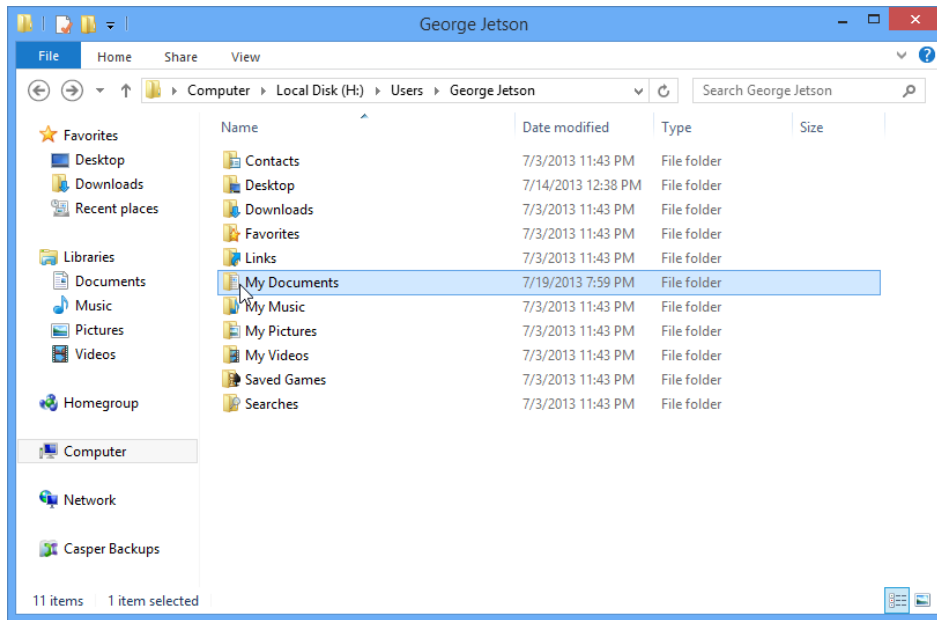 George Jetson
File Home Share View
Computer Local Disk (H:) Users George Jetson Search George Jetson
Name Date modified Type Size
Favorites
Desktop
Downloads
Recent places
Libraries
Documents
Music
Pictures
Videos
Homegroup
Computer
Network
Casper Backups
Contacts 7/3/2013 11:43 PM File folder
Desktop 7/14/2013 12:38 PM File folder
Downloads 7/3/2013 11:43 PM File folder
Favorites 7/3/2013 11:43 PM File folder
Links 7/3/2013 11:43 PM File folder
My Documents 7/19/2013 7:59 PM File folder
My Music 7/3/2013 11:43 PM File folder
My Pictures 7/3/2013 11:43 PM File folder
My Videos 7/3/2013 11:43 PM File folder
Saved Games 7/3/2013 11:43 PM File folder
Searches 7/3/2013 11:43 PM File folder
11 items 1 item selected